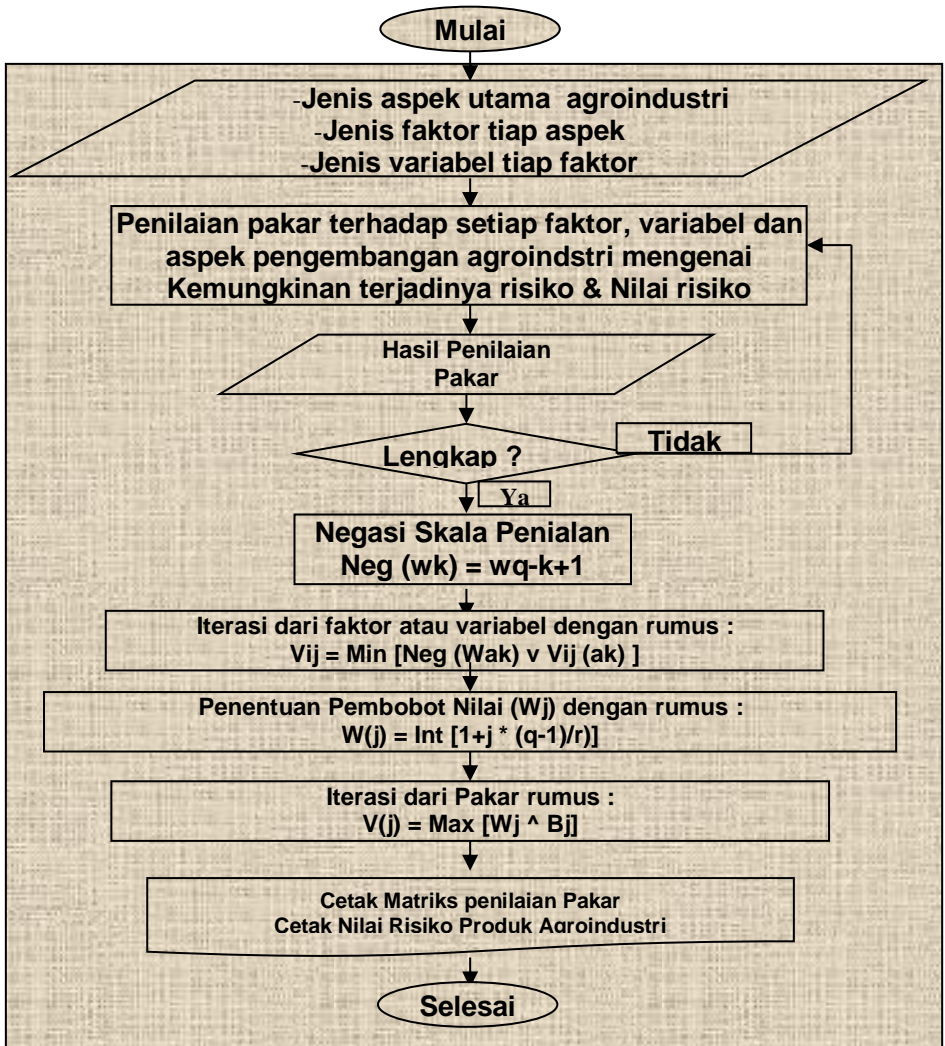 Mulai
-Jenis aspek utama agroindustri
-Jenis faktor tiap aspek
-Jenis variabel tiap faktor
Penilaian pakar terhadap setiap faktor, variabel dan
aspek pengembangan agroindstri mengenai
Kemungkinan terjadinya risiko & Nilai risiko
Hasil Penilaian
Pakar
Lengkap ?
Tidak
Ya
Negasi Skala Penialan
Neg (wk) = wq-k+1
Iterasi dari faktor atau variabel dengan rumus :
Vij = Min [Neg (Wak) v Vij (ak) ]
Penentuan Pembobot Nilai (Wj) dengan rumus :
W(j) = Int [1+j * (q-1)/r)]
Iterasi dari Pakar rumus :
V(j) = Max [Wj ^ Bj]
Cetak Matriks penilaian Pakar
Cetak Nilai Risiko Produk Agroindustri
Selesai